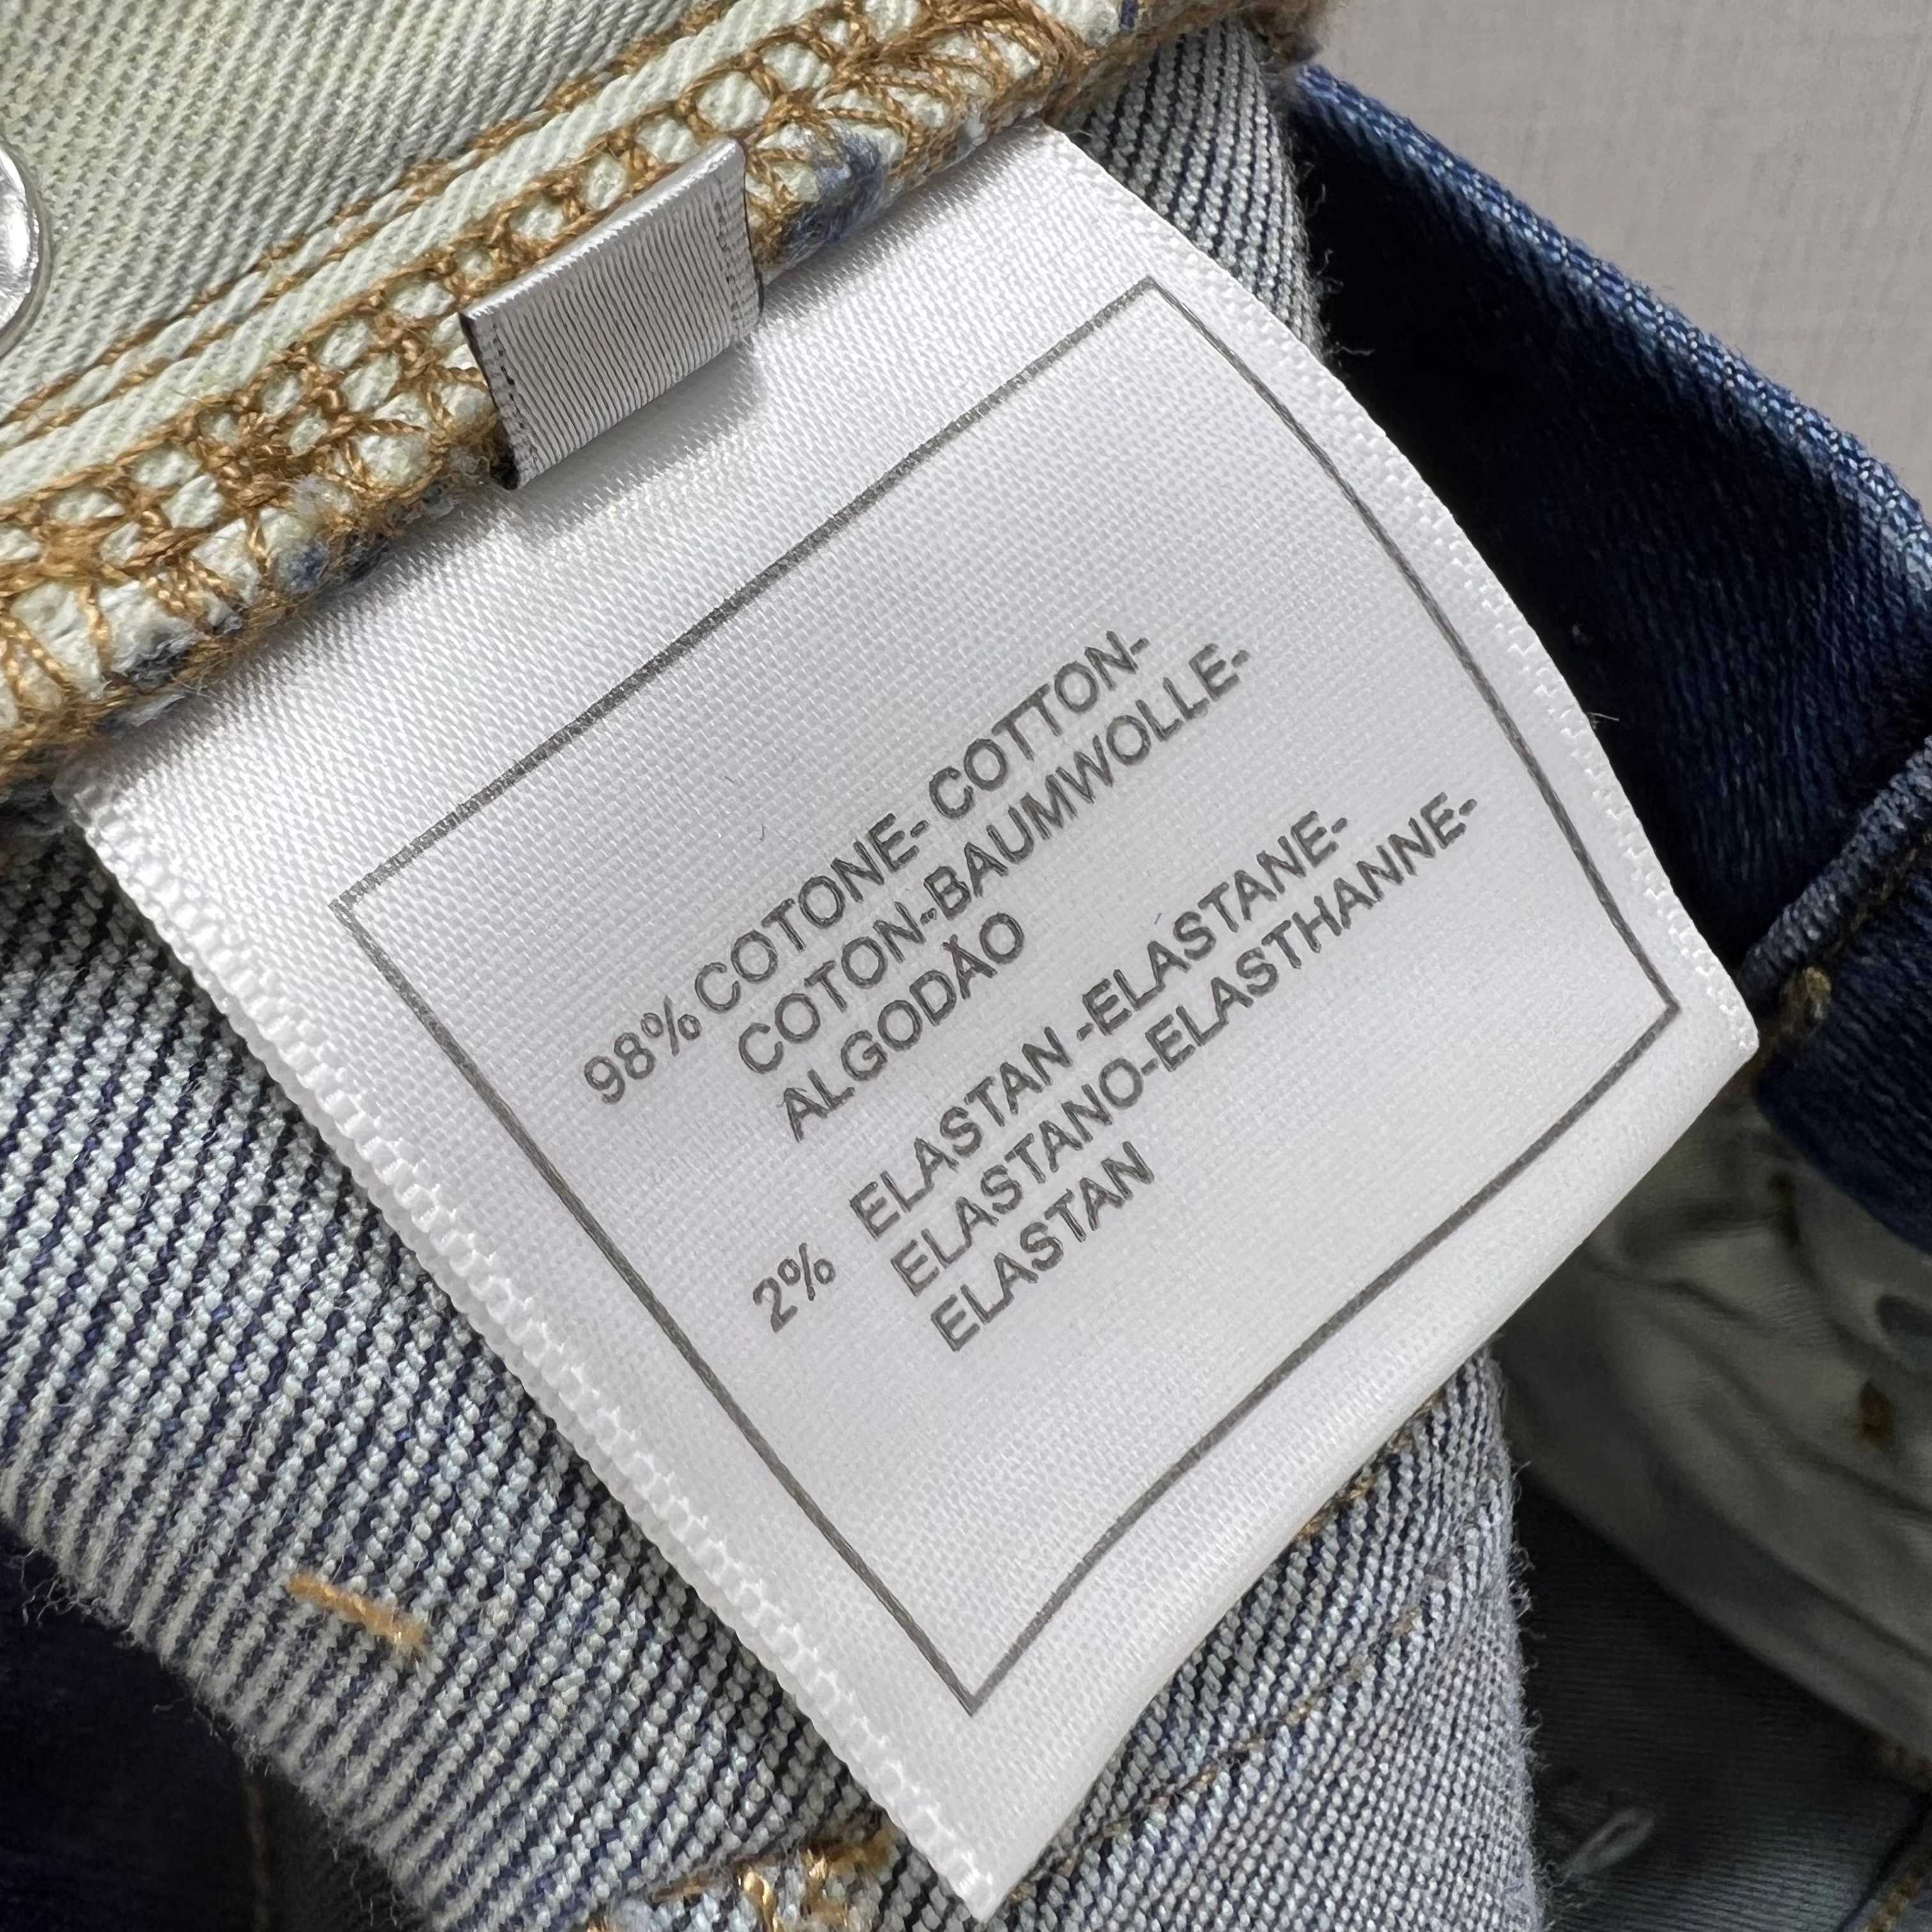 98% COTONE- COTTON-
COTON-BAUMWOLLE-
ALGODÃO
2% ELASTAN -ELASTANE-
ELASTANO-ELASTHANNE-
ELASTAN